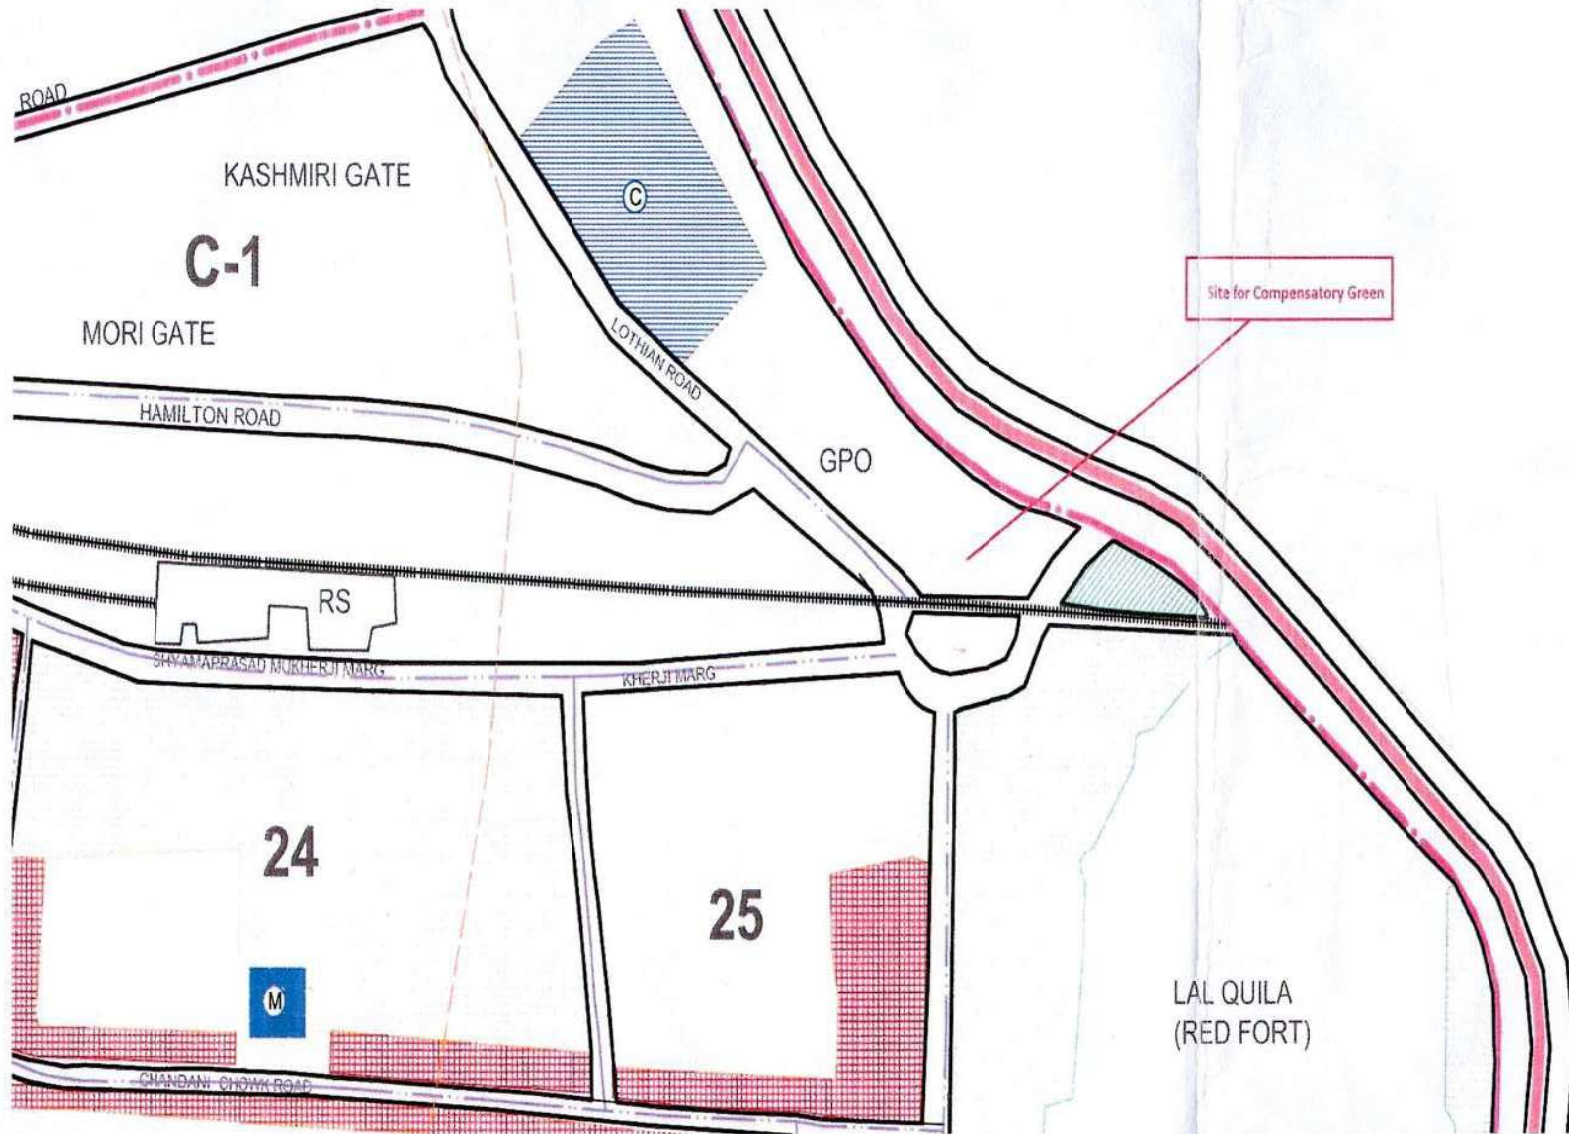 ROAD
KASHMIRI GATE
C
C-1
Site for Compensatory Green
MORI GATE
LOTHIAN ROAD
HAMILTON ROAD
GPO
RS
SHYAMAPRASAD MUKHERJI MARG
KHERJI MARG
24
25
M
LAL QUILA
(RED FORT)
CHANDANI CHOWK ROAD